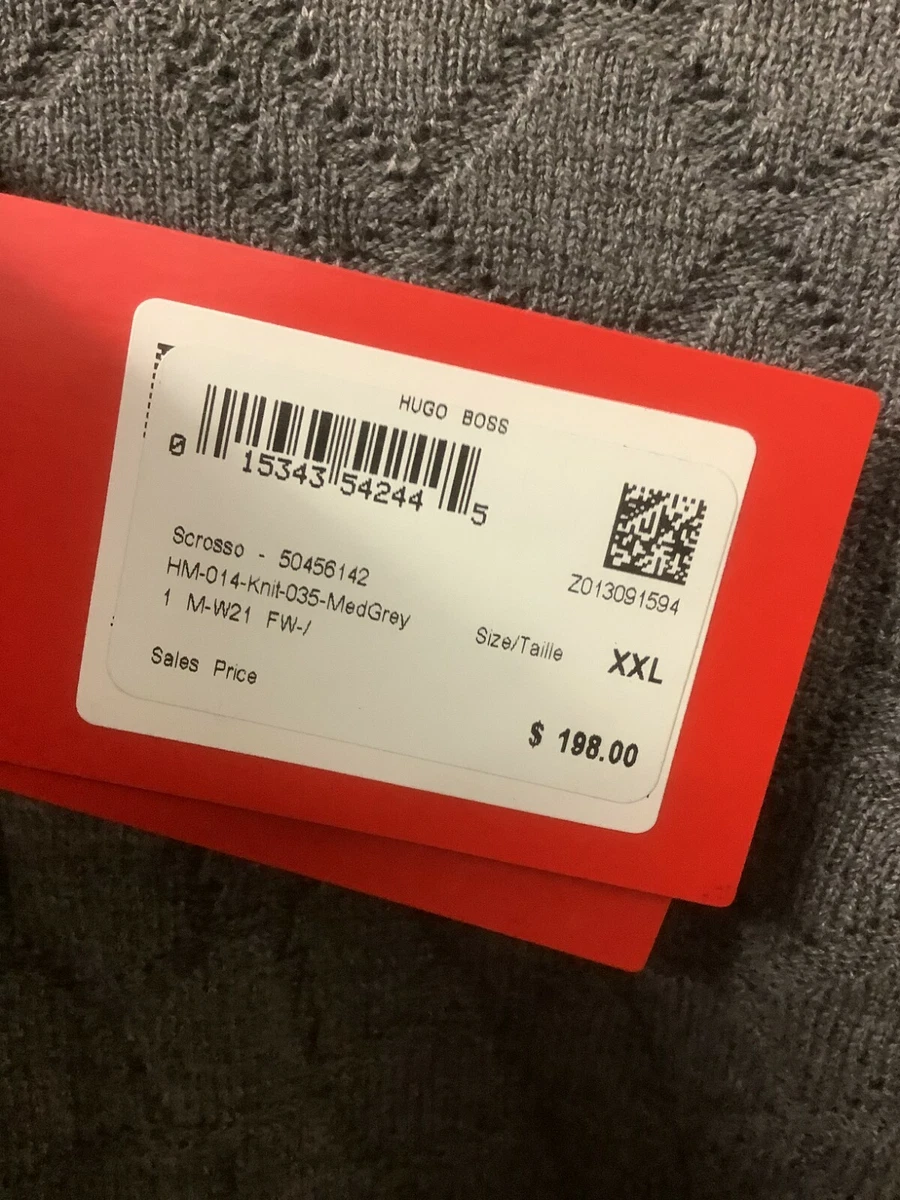 HUGO BOSS
0 15343 54244 5
Z013091594
Scrosso - 50456142
HM-014-Knit-035-MedGrey
1 M-W21 FW-/
Size/Taille XXL
Sales Price
$ 198.00